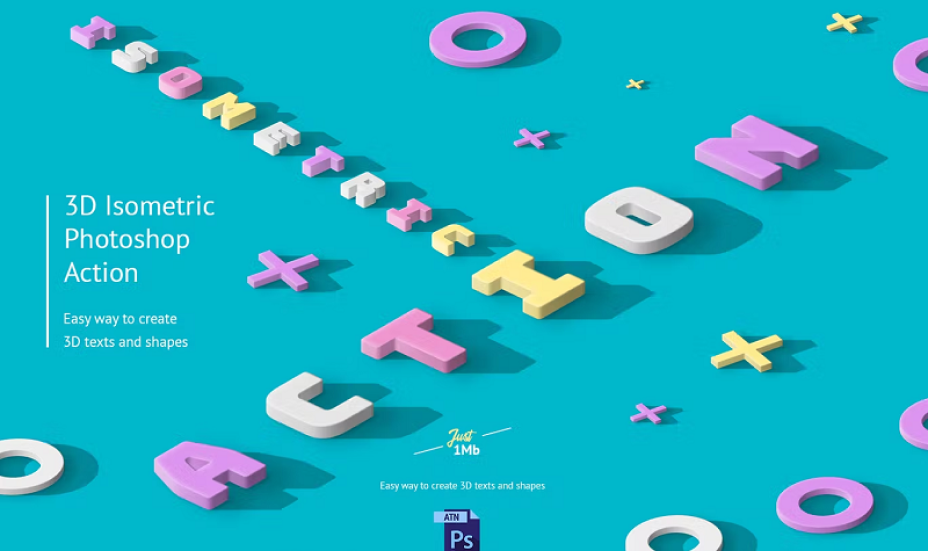 ISOMETRIC
ACTION
3D Isometric
Photoshop
Action
Easy way to create
3D texts and shapes
Just
1Mb
Easy way to create 3D texts and shapes
ATN
Ps